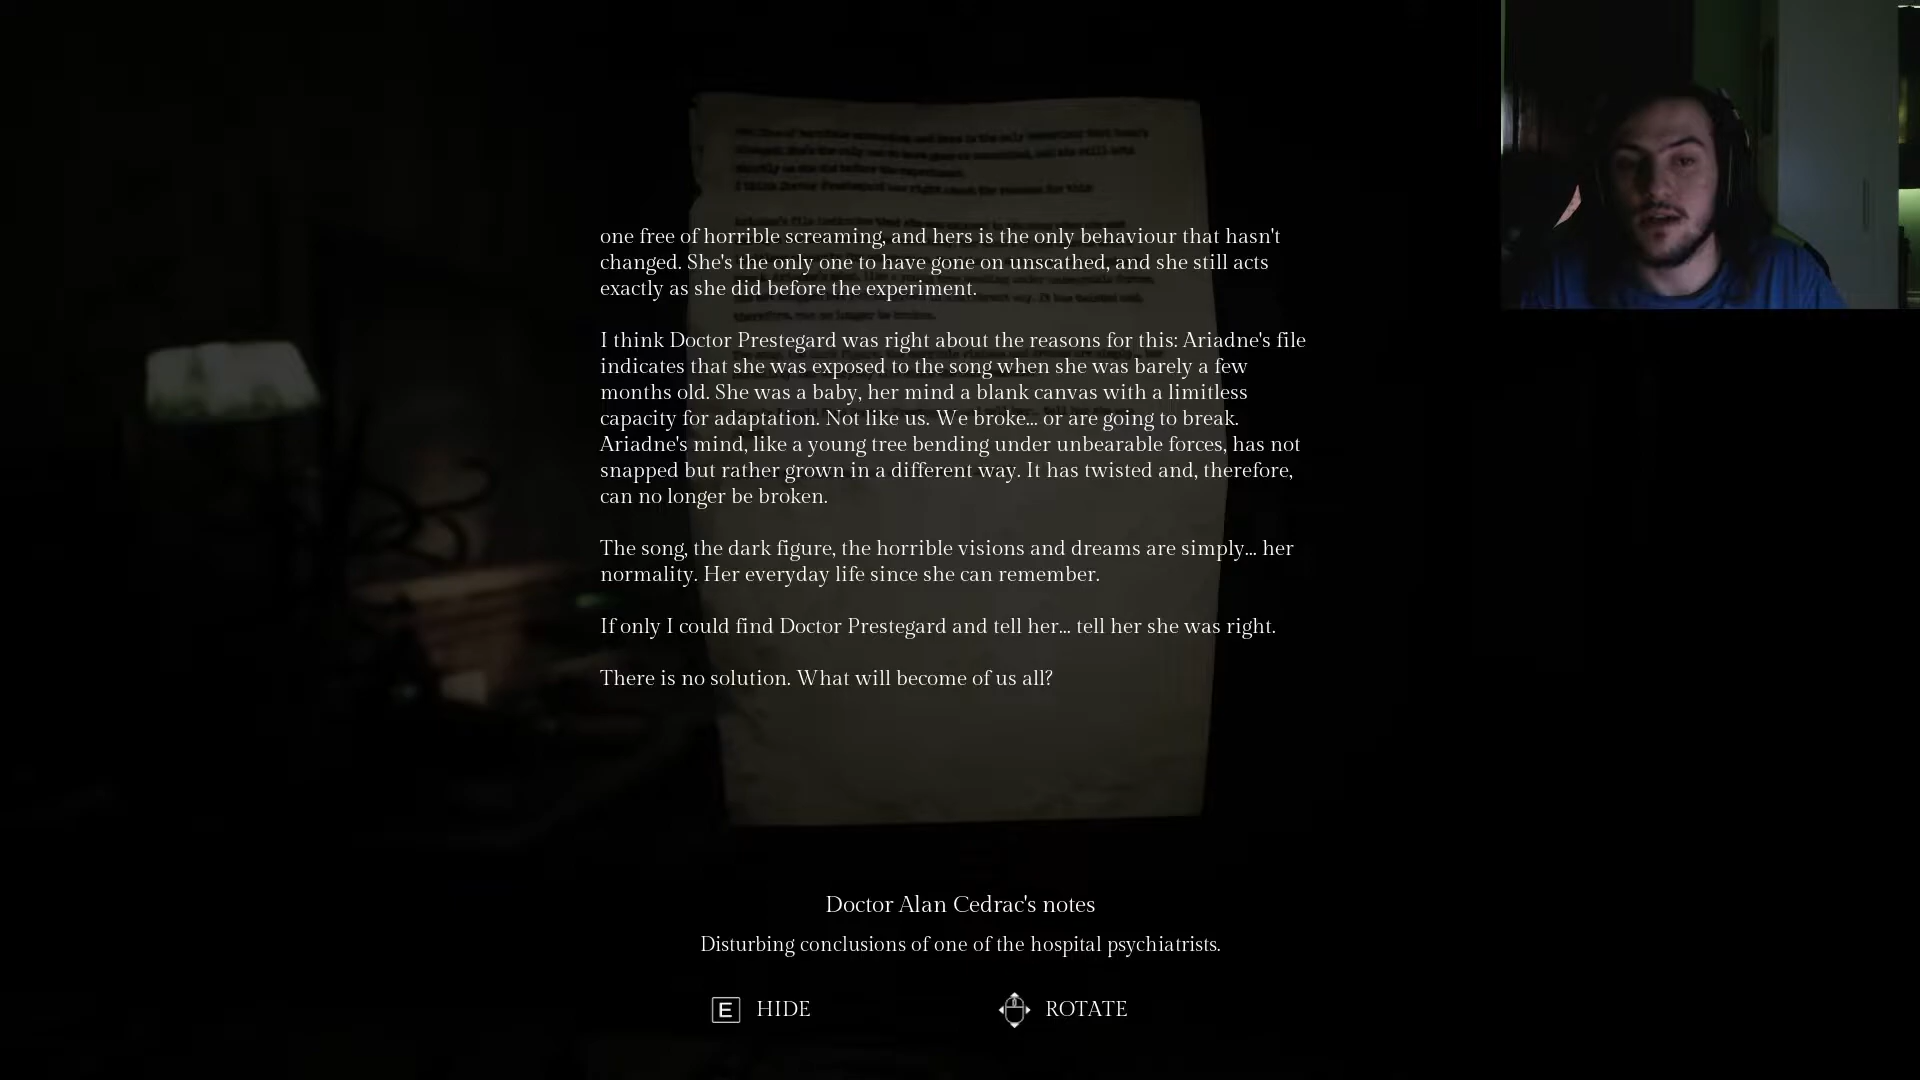 one free of horrible screaming, and hers is the only behaviour that hasn't
changed. She's the only one to have gone on unscathed, and she still acts
exactly as she did before the experiment.
I think Doctor Prestegard was right about the reasons for this: Ariadne's file
indicates that she was exposed to the song when she was barely a few
months old. She was a baby, her mind a blank canvas with a limitless
capacity for adaptation. Not like us. We broke... or are going to break.
Ariadne's mind, like a young tree bending under unbearable forces, has not
snapped but rather grown in a different way. It has twisted and, therefore,
can no longer be broken.
The song, the dark figure, the horrible visions and dreams are simply... her
normality. Her everyday life since she can remember.
If only I could find Doctor Prestegard and tell her... tell her she was right.
There is no solution. What will become of us all?
Doctor Alan Cedrac's notes
Disturbing conclusions of one of the hospital psychiatrists.
E HIDE
ROTATE